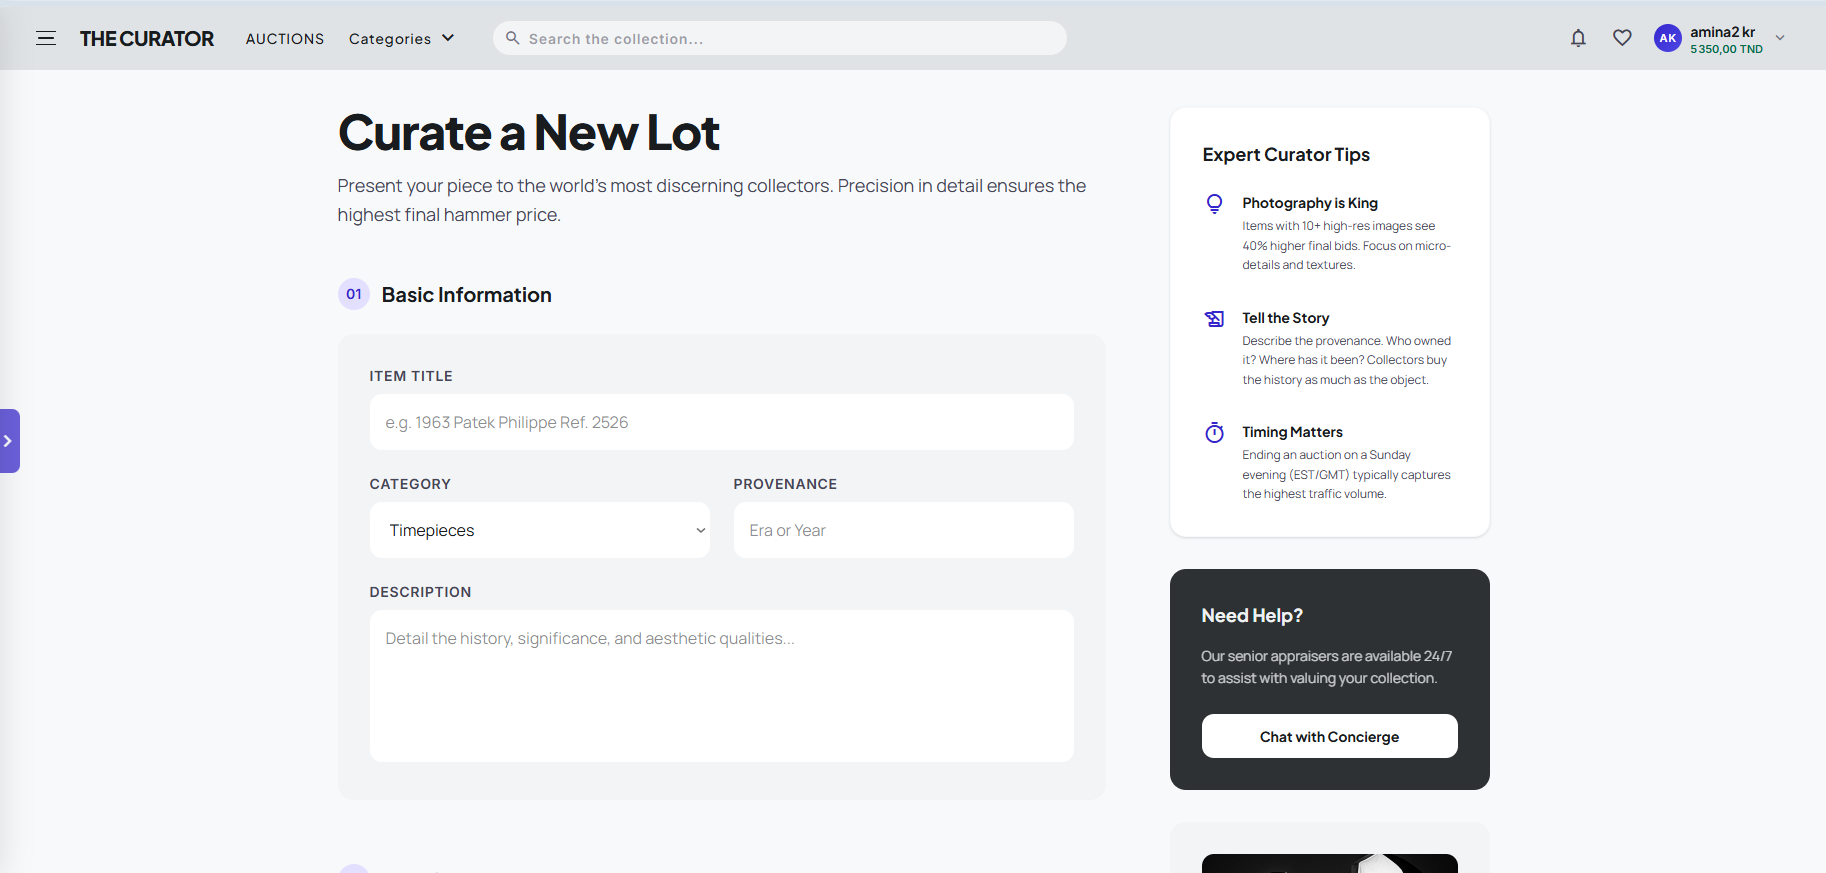 THE CURATOR
AUCTIONS
Categories
Search the collection...
AK
amina2 kr
5 350,00 TND
Curate a New Lot
Present your piece to the world's most discerning collectors. Precision in detail ensures the
highest final hammer price.
01
Basic Information
ITEM TITLE
e.g. 1963 Patek Philippe Ref. 2526
CATEGORY
PROVENANCE
Timepieces
Era or Year
DESCRIPTION
Detail the history, significance, and aesthetic qualities...
Expert Curator Tips
Photography is King
Items with 10+ high-res images see
40% higher final bids. Focus on micro-
details and textures.
Tell the Story
Describe the provenance. Who owned
it? Where has it been? Collectors buy
the history as much as the object.
Timing Matters
Ending an auction on a Sunday
evening (EST/GMT) typically captures
the highest traffic volume.
Need Help?
Our senior appraisers are available 24/7
to assist with valuing your collection.
Chat with Concierge